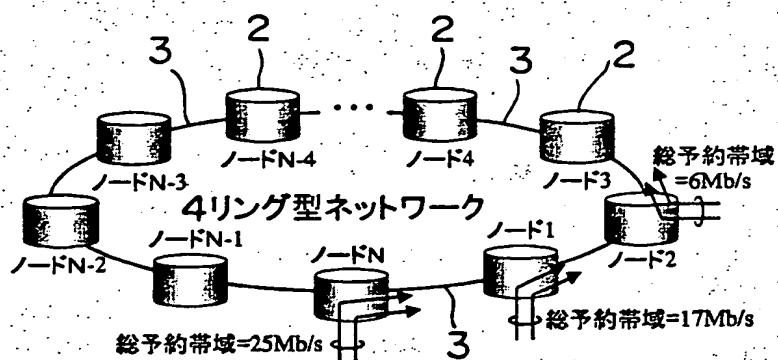 3
2
2
3
2
...
ノードN-4
ノード4
ノードN-3
ノード3
総予約帯域
=6Mb/s
4リング型ネットワーク
ノードN-2
ノードN-1
ノードN
ノード1
ノード2
総予約帯域=25Mb/s
3
総予約帯域=17Mb/s